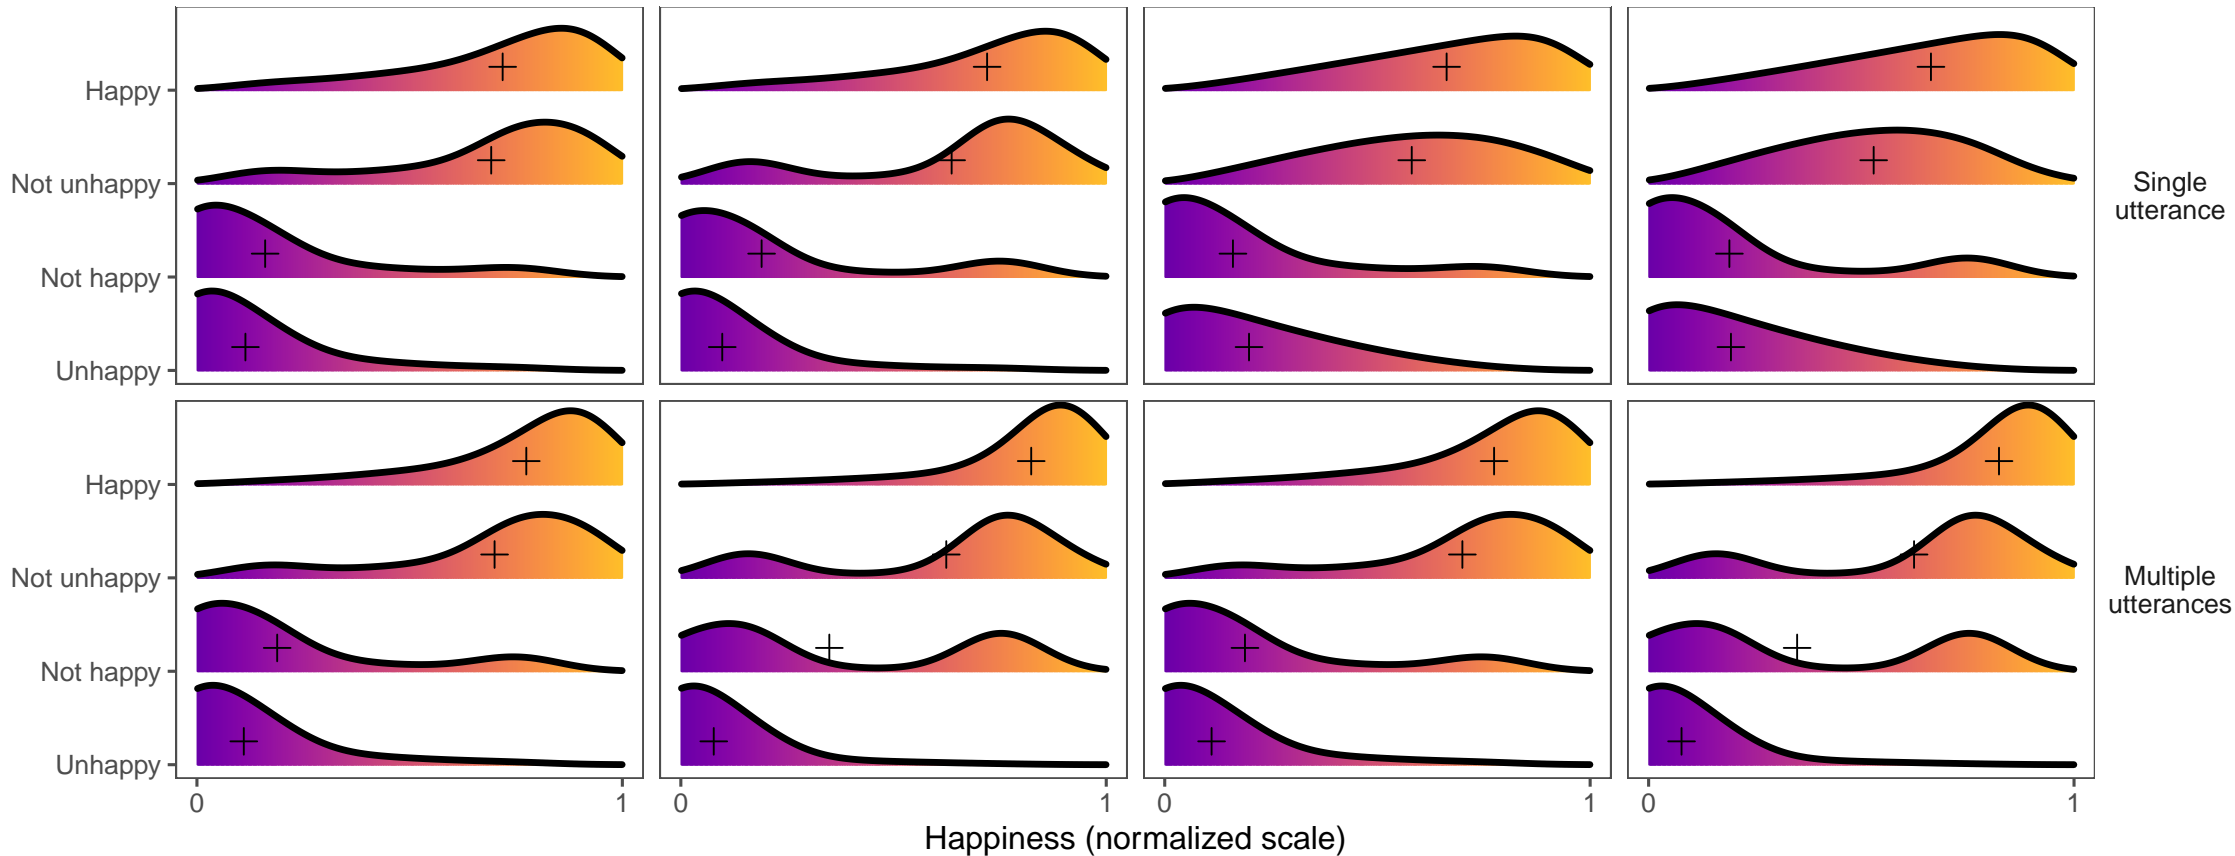 Happy
Not unhappy
Not happy
Unhappy
Single
utterance
Happy
Not unhappy
Not happy
Unhappy
Multiple
utterances
0 1 0 1 0 1 0 1
Happiness (normalized scale)